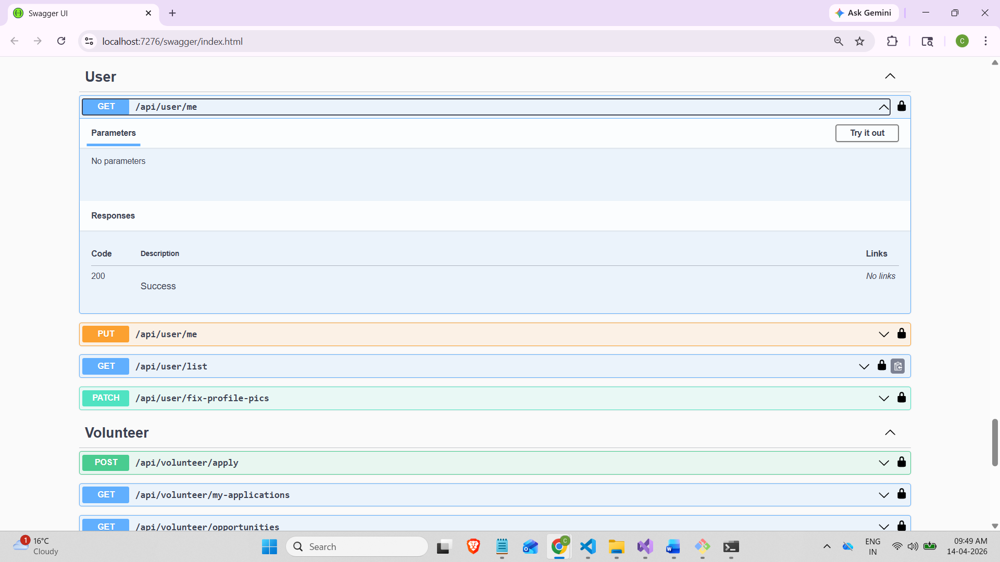 Swagger UI
Ask Gemini
localhost:7276/swagger/index.html
C
User
GET /api/user/me
Parameters
Try it out
No parameters
Responses
Code Description Links
200 Success No links
PUT /api/user/me
GET /api/user/list
PATCH /api/user/fix-profile-pics
Volunteer
POST /api/volunteer/apply
GET /api/volunteer/my-applications
GET /api/volunteer/opportunities
1
16°C
Cloudy
Search
C
ENG
IN
09:49 AM
14-04-2026